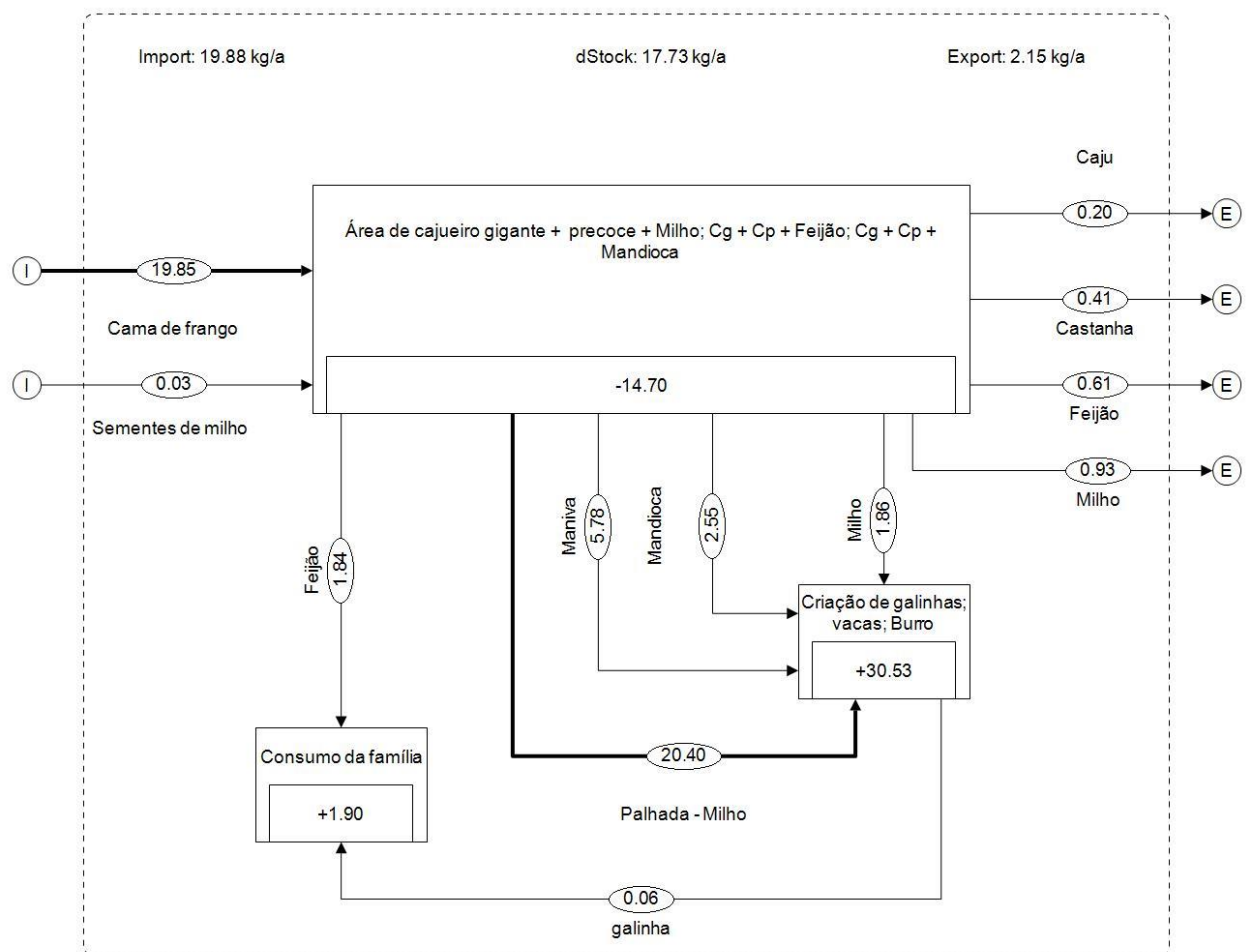 Import: 19.88 kg/a
dStock: 17.73 kg/a
Export: 2.15 kg/a
Caju
0.20
E
Área de cajueiro gigante + precoce + Milho; Cg + Cp + Feijão; Cg + Cp +
Mandioca
I
19.85
Cama de frango
0.41
E
Castanha
I
0.03
Sementes de milho
-14.70
0.61
E
Feijão
0.93
E
Milho
Feijão
1.84
Maniva
5.78
Mandioca
2.55
Milho
1.86
Criação de galinhas;
vacas; Burro
+30.53
Consumo da família
+1.90
20.40
Palhada - Milho
0.06
galinha